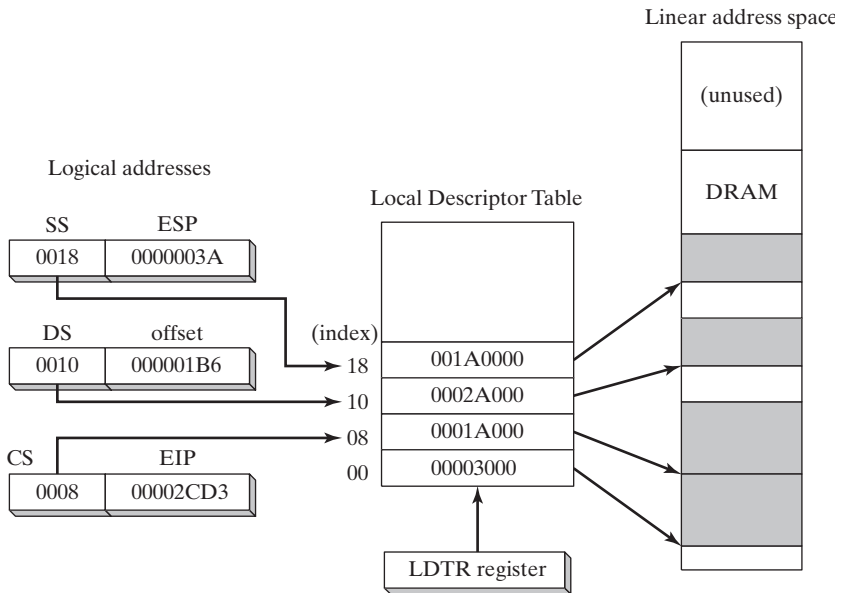 Linear address space
(unused)
Logical addresses
DRAM
Local Descriptor Table
SS ESP
0018 0000003A
DS offset (index)
0010 000001B6
18 001A0000
10 0002A000
08 0001A000
CS EIP
00 00003000
0008 00002CD3
LDTR register